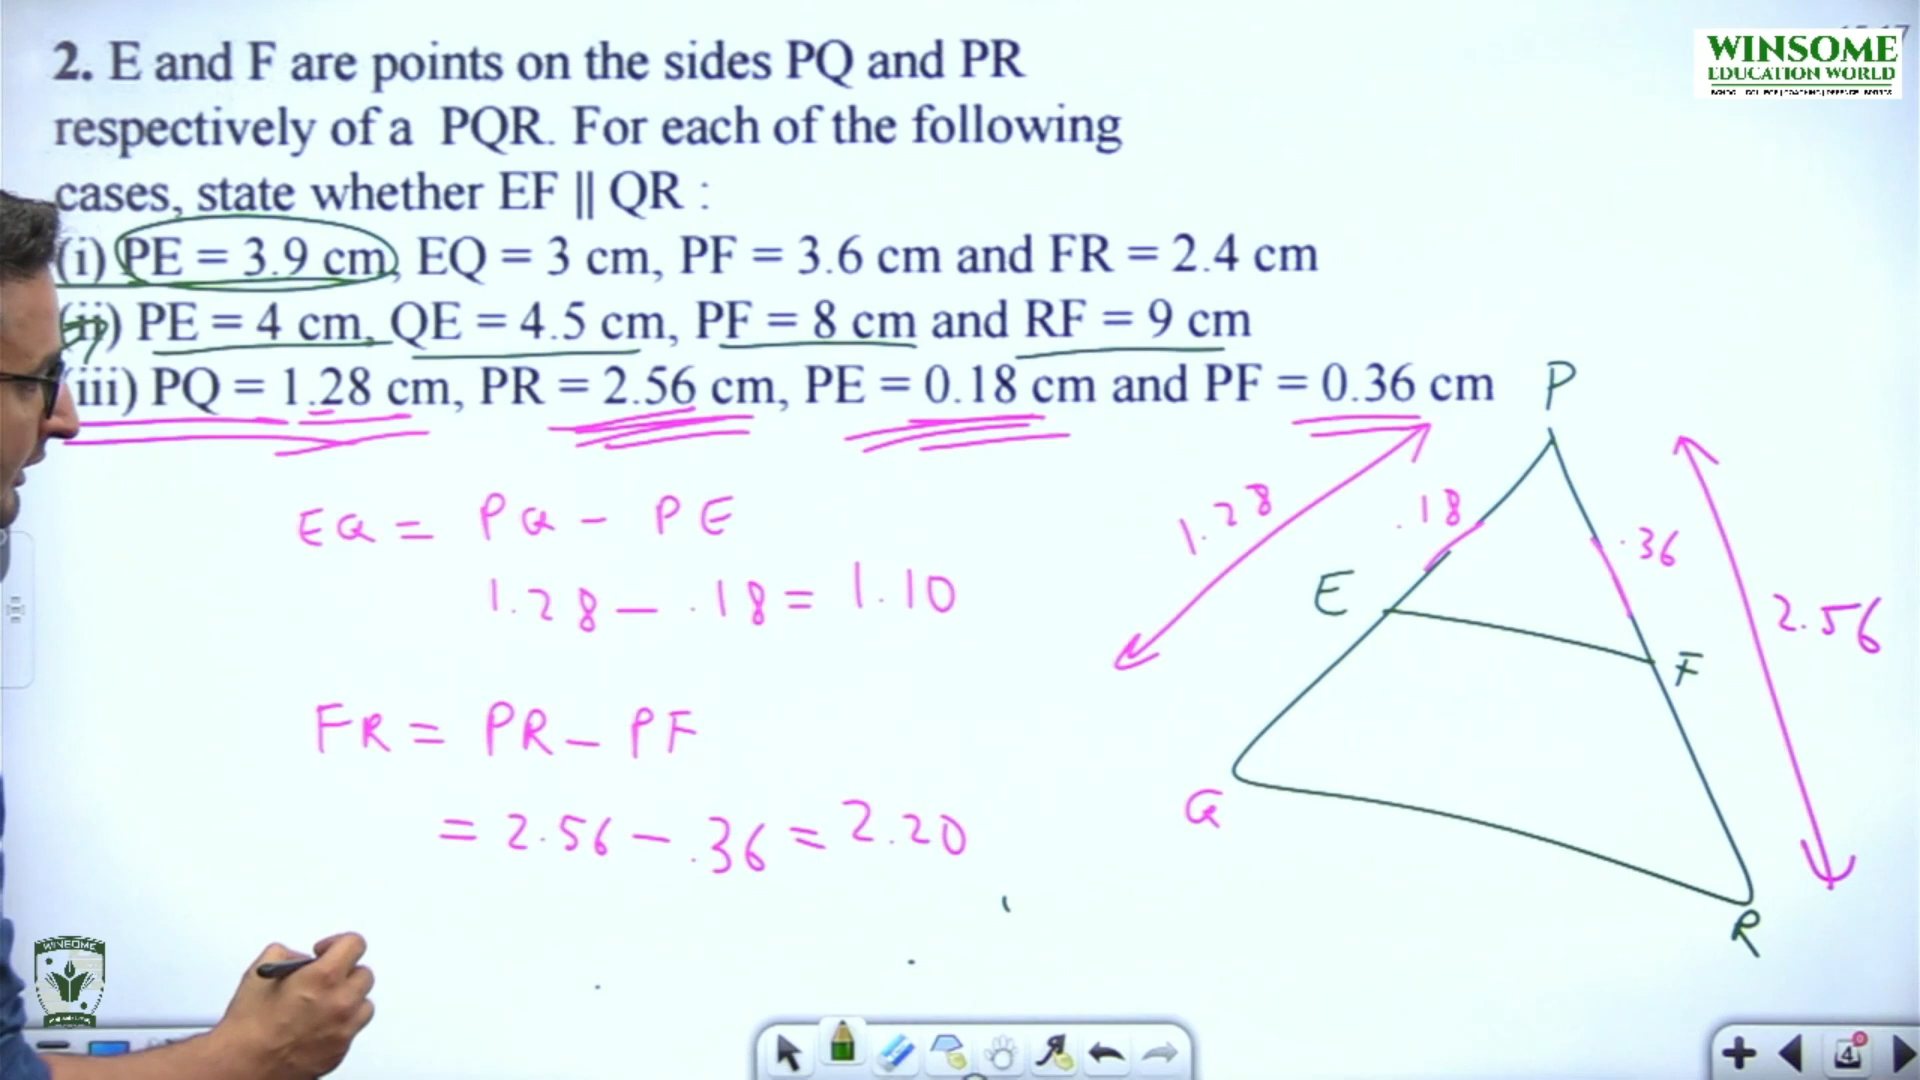 WINSOME
EDUCATION WORLD
2. E and F are points on the sides PQ and PR
respectively of a PQR. For each of the following
cases, state whether EF || QR :
(i) PE = 3.9 cm, EQ = 3 cm, PF = 3.6 cm and FR = 2.4 cm
(ii) PE = 4 cm, QE = 4.5 cm, PF = 8 cm and RF = 9 cm
(iii) PQ = 1.28 cm, PR = 2.56 cm, PE = 0.18 cm and PF = 0.36 cm
EQ = PQ - PE
1.28 - .18 = 1.10
FR = PR - PF
= 2.56 - .36 = 2.20
P
1.28
.18
.36
2.56
E
F
Q
R
WINSOME
4